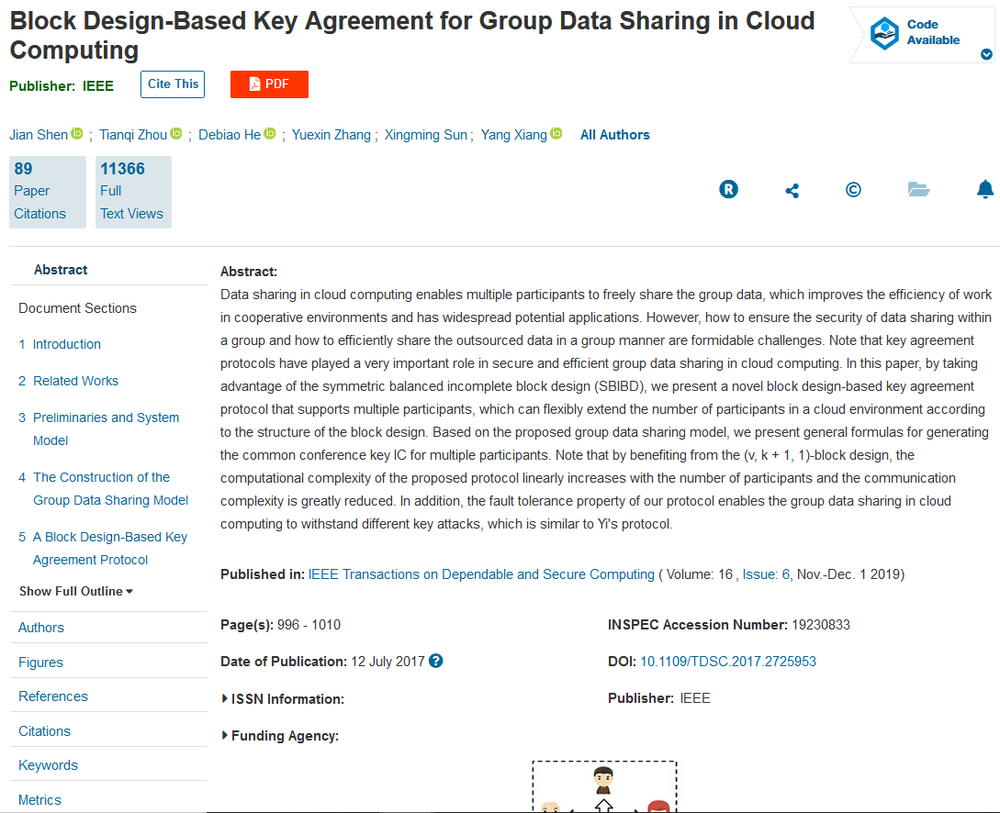 Block Design-Based Key Agreement for Group Data Sharing in Cloud
Computing
Code
Available
Publisher: IEEE
Cite This
PDF
Jian Shen ; Tianqi Zhou ; Debiao He ; Yuexin Zhang ; Xingming Sun ; Yang Xiang All Authors
89
Paper
Citations
11366
Full
Text Views
Abstract
Document Sections
1 Introduction
2 Related Works
3 Preliminaries and System
Model
4 The Construction of the
Group Data Sharing Model
5 A Block Design-Based Key
Agreement Protocol
Show Full Outline
Authors
Figures
References
Citations
Keywords
Metrics
Abstract:
Data sharing in cloud computing enables multiple participants to freely share the group data, which improves the efficiency of work
in cooperative environments and has widespread potential applications. However, how to ensure the security of data sharing within
a group and how to efficiently share the outsourced data in a group manner are formidable challenges. Note that key agreement
protocols have played a very important role in secure and efficient group data sharing in cloud computing. In this paper, by taking
advantage of the symmetric balanced incomplete block design (SBIBD), we present a novel block design-based key agreement
protocol that supports multiple participants, which can flexibly extend the number of participants in a cloud environment according
to the structure of the block design. Based on the proposed group data sharing model, we present general formulas for generating
the common conference key IC for multiple participants. Note that by benefiting from the (v, k + 1, 1)-block design, the
computational complexity of the proposed protocol linearly increases with the number of participants and the communication
complexity is greatly reduced. In addition, the fault tolerance property of our protocol enables the group data sharing in cloud
computing to withstand different key attacks, which is similar to Yi's protocol.
Published in: IEEE Transactions on Dependable and Secure Computing ( Volume: 16 , Issue: 6, Nov.-Dec. 1 2019)
Page(s): 996 - 1010
INSPEC Accession Number: 19230833
Date of Publication: 12 July 2017
DOI: 10.1109/TDSC.2017.2725953
ISSN Information:
Publisher: IEEE
Funding Agency: